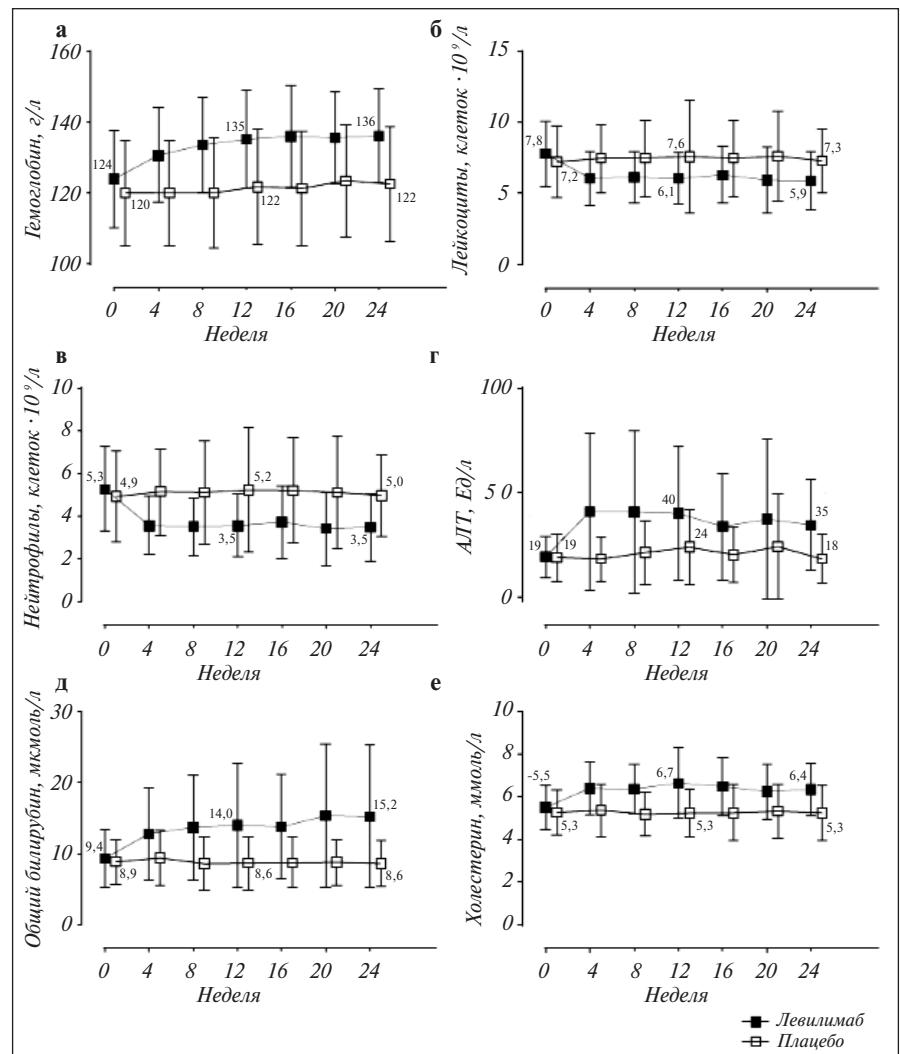 а
Гемоглобин, г/л
160
140
120
100
124
120
135
122
136
122
0 4 8 12 16 20 24
Неделя
б
Лейкоциты, клеток · 10⁹/л
15
10
5
0
7,8
7,2
7,6
6,1
7,3
5,9
0 4 8 12 16 20 24
Неделя
в
Нейтрофилы, клеток · 10⁹/л
10
8
6
4
2
0
5,3
4,9
5,2
3,5
5,0
3,5
0 4 8 12 16 20 24
Неделя
г
АЛТ, Ед/л
100
50
0
19
19
40
24
35
18
0 4 8 12 16 20 24
Неделя
д
Общий билирубин, мкмоль/л
30
20
10
0
9,4
8,9
14,0
8,6
15,2
8,6
0 4 8 12 16 20 24
Неделя
е
Холестерин, ммоль/л
10
8
6
4
2
0
-5,5
5,3
6,7
5,3
6,4
5,3
0 4 8 12 16 20 24
Неделя
Левилимаб
Плацебо